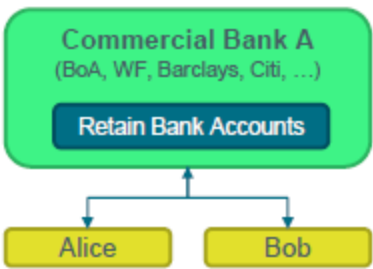 Commercial Bank A
(BoA, WF, Barclays, Citi, ...)
Retain Bank Accounts
Alice
Bob